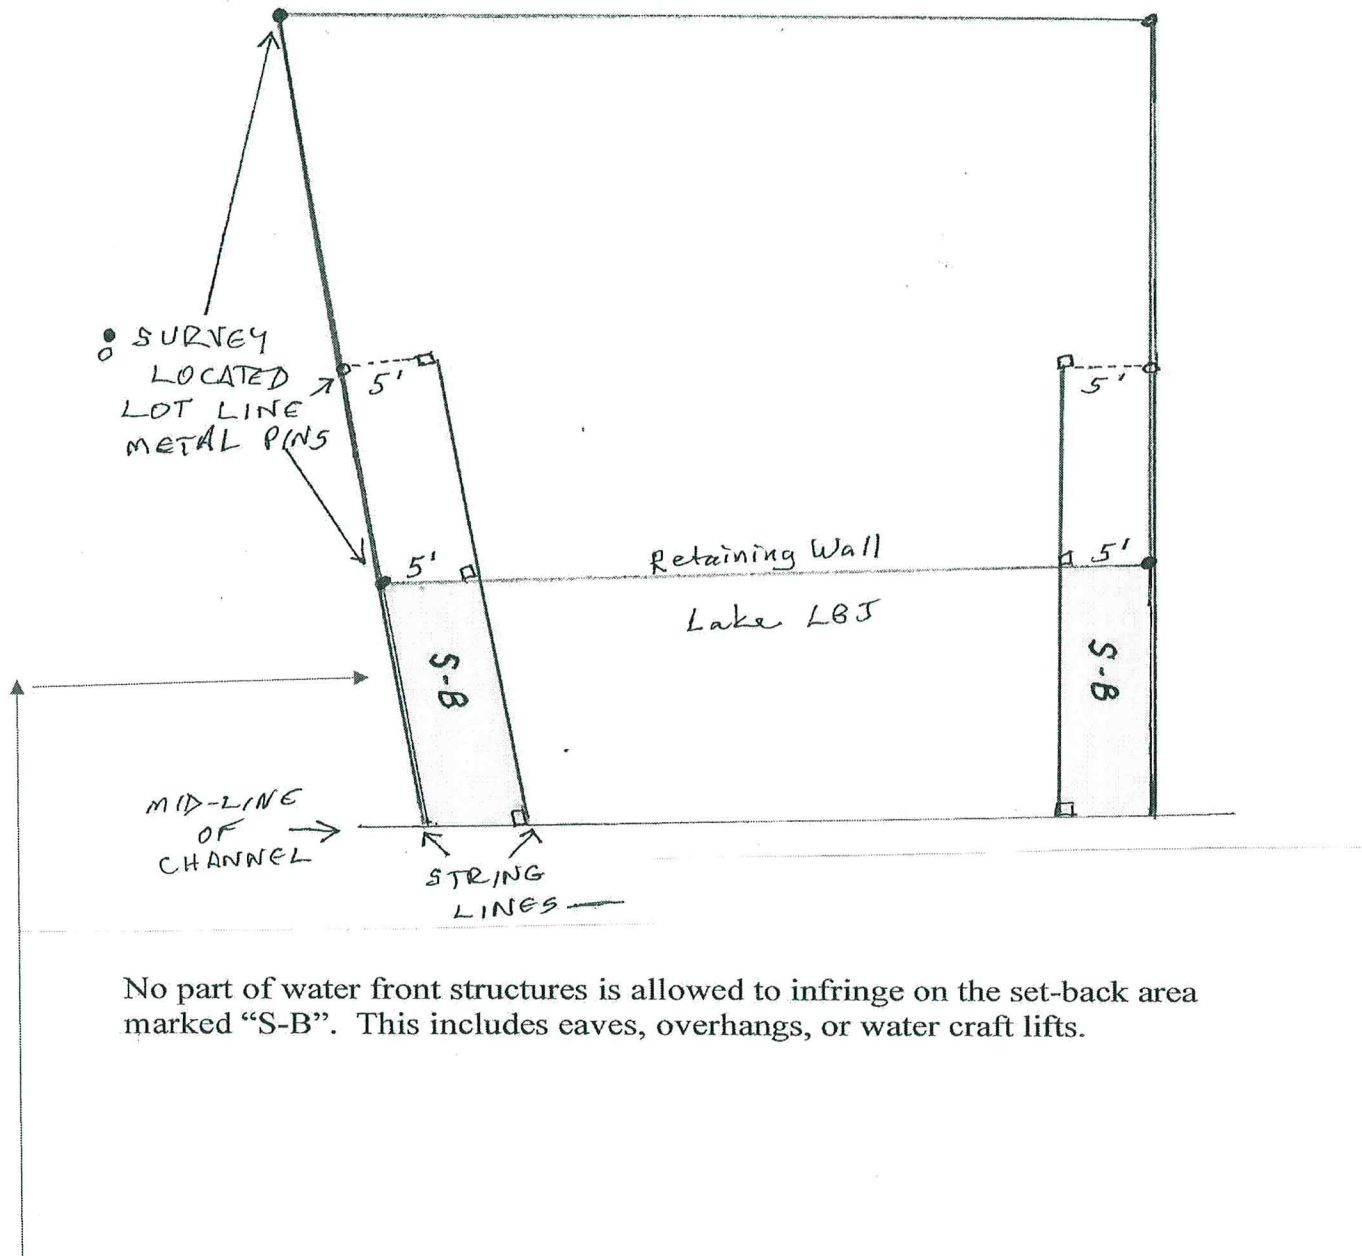 SURVEY
LOCATED
LOT LINE
METAL PINS
5'
5'
5'
Retaining Wall
5'
Lake LBJ
S-B
S-B
MID-LINE
OF
CHANNEL
STRING
LINES
No part of water front structures is allowed to infringe on the set-back area
marked “S-B”. This includes eaves, overhangs, or water craft lifts.